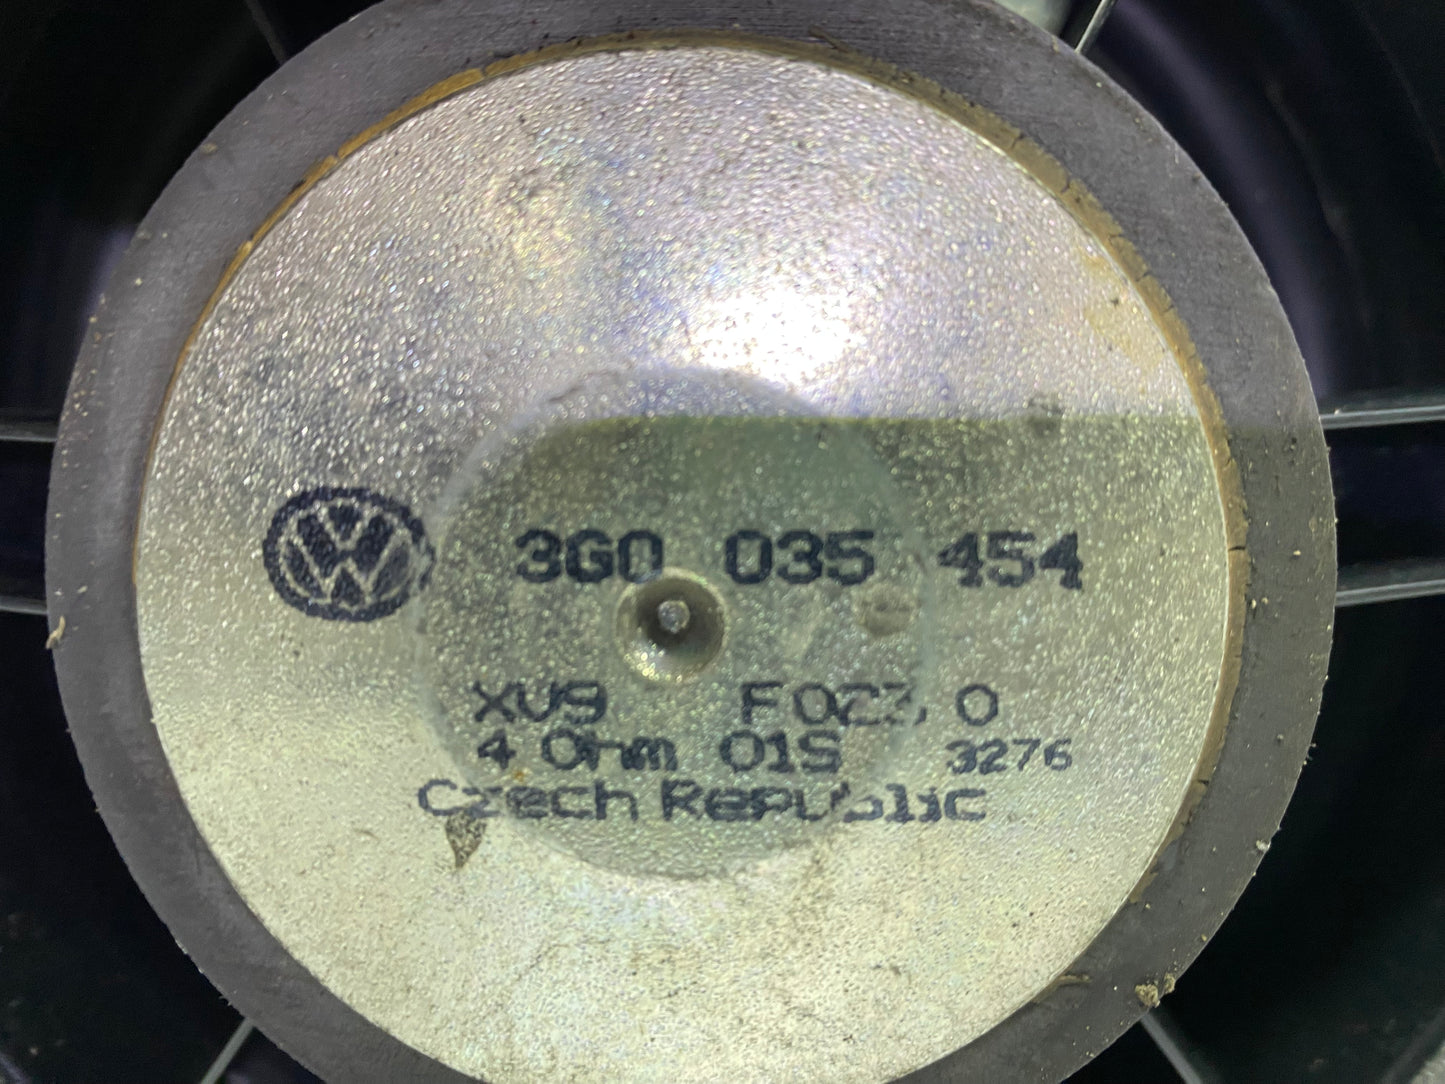 3G0 035 454
XV9 F023 0
4 Ohm 01S 3276
Czech Republic